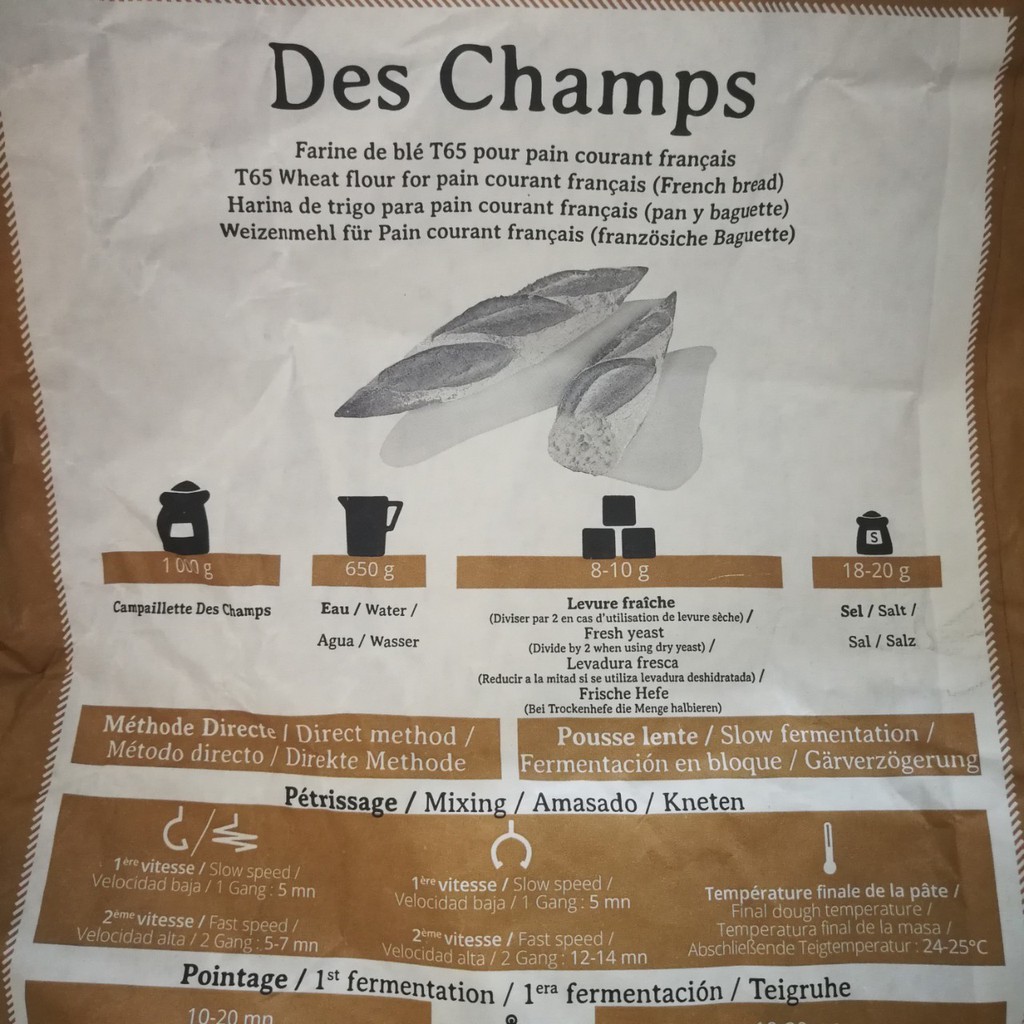 Des Champs
Farine de blé T65 pour pain courant français
T65 Wheat flour for pain courant français (French bread)
Harina de trigo para pain courant français (pan y baguette)
Weizenmehl für Pain courant français (französiche Baguette)
S
650 g
8-10 g
18-20 g
Campaillette Des Champs
Eau / Water /
Agua / Wasser
Levure fraîche
(Diviser par 2 en cas d'utilisation de levure sèche) /
Fresh yeast
(Divide by 2 when using dry yeast) /
Levadura fresca
(Reducir a la mitad si se utiliza levadura deshidratada) /
Frische Hefe
(Bei Trockenhefe die Menge halbieren)
Sel / Salt /
Sal / Salz
Méthode Directe / Direct method /
Método directo / Direkte Methode
Pousse lente / Slow fermentation /
Fermentación en bloque / Gärverzögerung
Pétrissage / Mixing / Amasado / Kneten
1ère vitesse / Slow speed /
Velocidad baja / 1 Gang : 5 mn
2ème vitesse / Fast speed /
Velocidad alta / 2 Gang : 5-7 mn
1ère vitesse / Slow speed /
Velocidad baja / 1 Gang : 5 mn
2ème vitesse / Fast speed /
Velocidad alta / 2 Gang : 12-14 mn
Température finale de la pâte /
Final dough temperature /
Temperatura final de la masa /
Abschließende Teigtemperatur : 24-25°C
Pointage / 1st fermentation / 1era fermentación / Teigruhe
10-20 mn